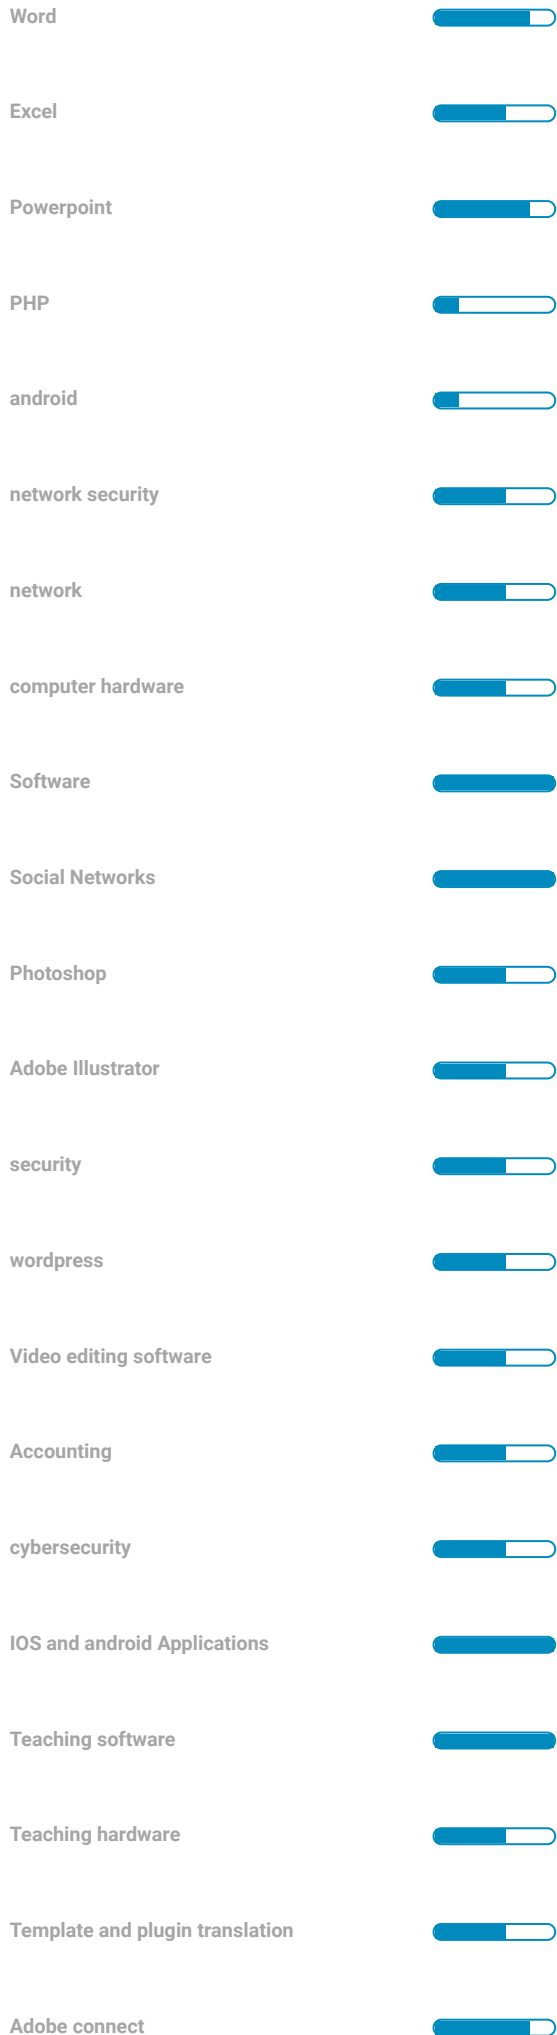 Word
Excel
Powerpoint
PHP
android
network security
network
computer hardware
Software
Social Networks
Photoshop
Adobe Illustrator
security
wordpress
Video editing software
Accounting
cybersecurity
IOS and android Applications
Teaching software
Teaching hardware
Template and plugin translation
Adobe connect